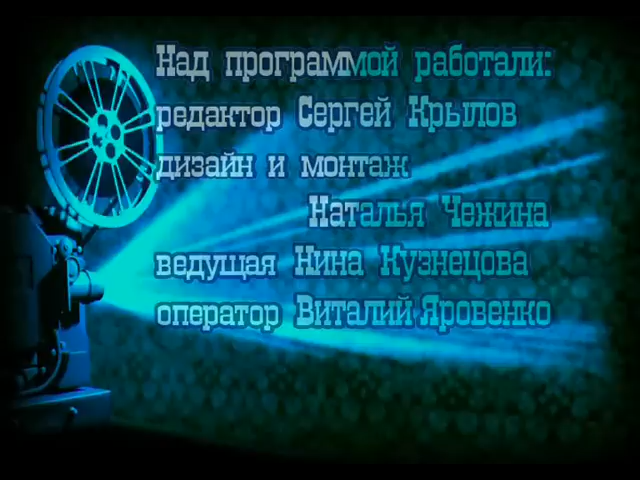 Над программой работали:
редактор Сергей Крылов
дизайн и монтаж
Наталья Чежина
ведущая Нина Кузнецова
оператор Виталий Яровенко